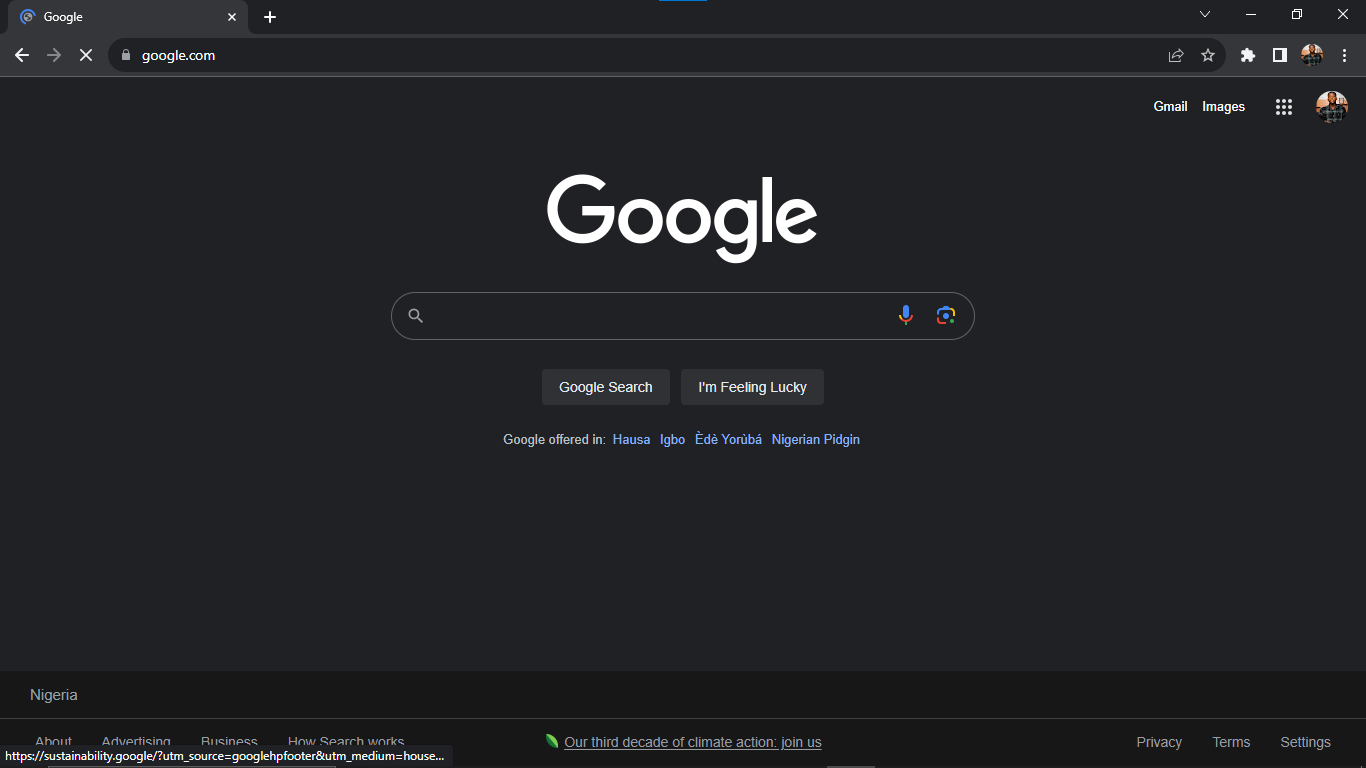 Google
google.com
Gmail Images
Google
Google Search I'm Feeling Lucky
Google offered in: Hausa Igbo Èdè Yorùbá Nigerian Pidgin
Nigeria
About Advertising Business How Search works Our third decade of climate action: join us Privacy Terms Settings
https://sustainability.google/?utm_source=googlehpfooter&utm_medium=house...